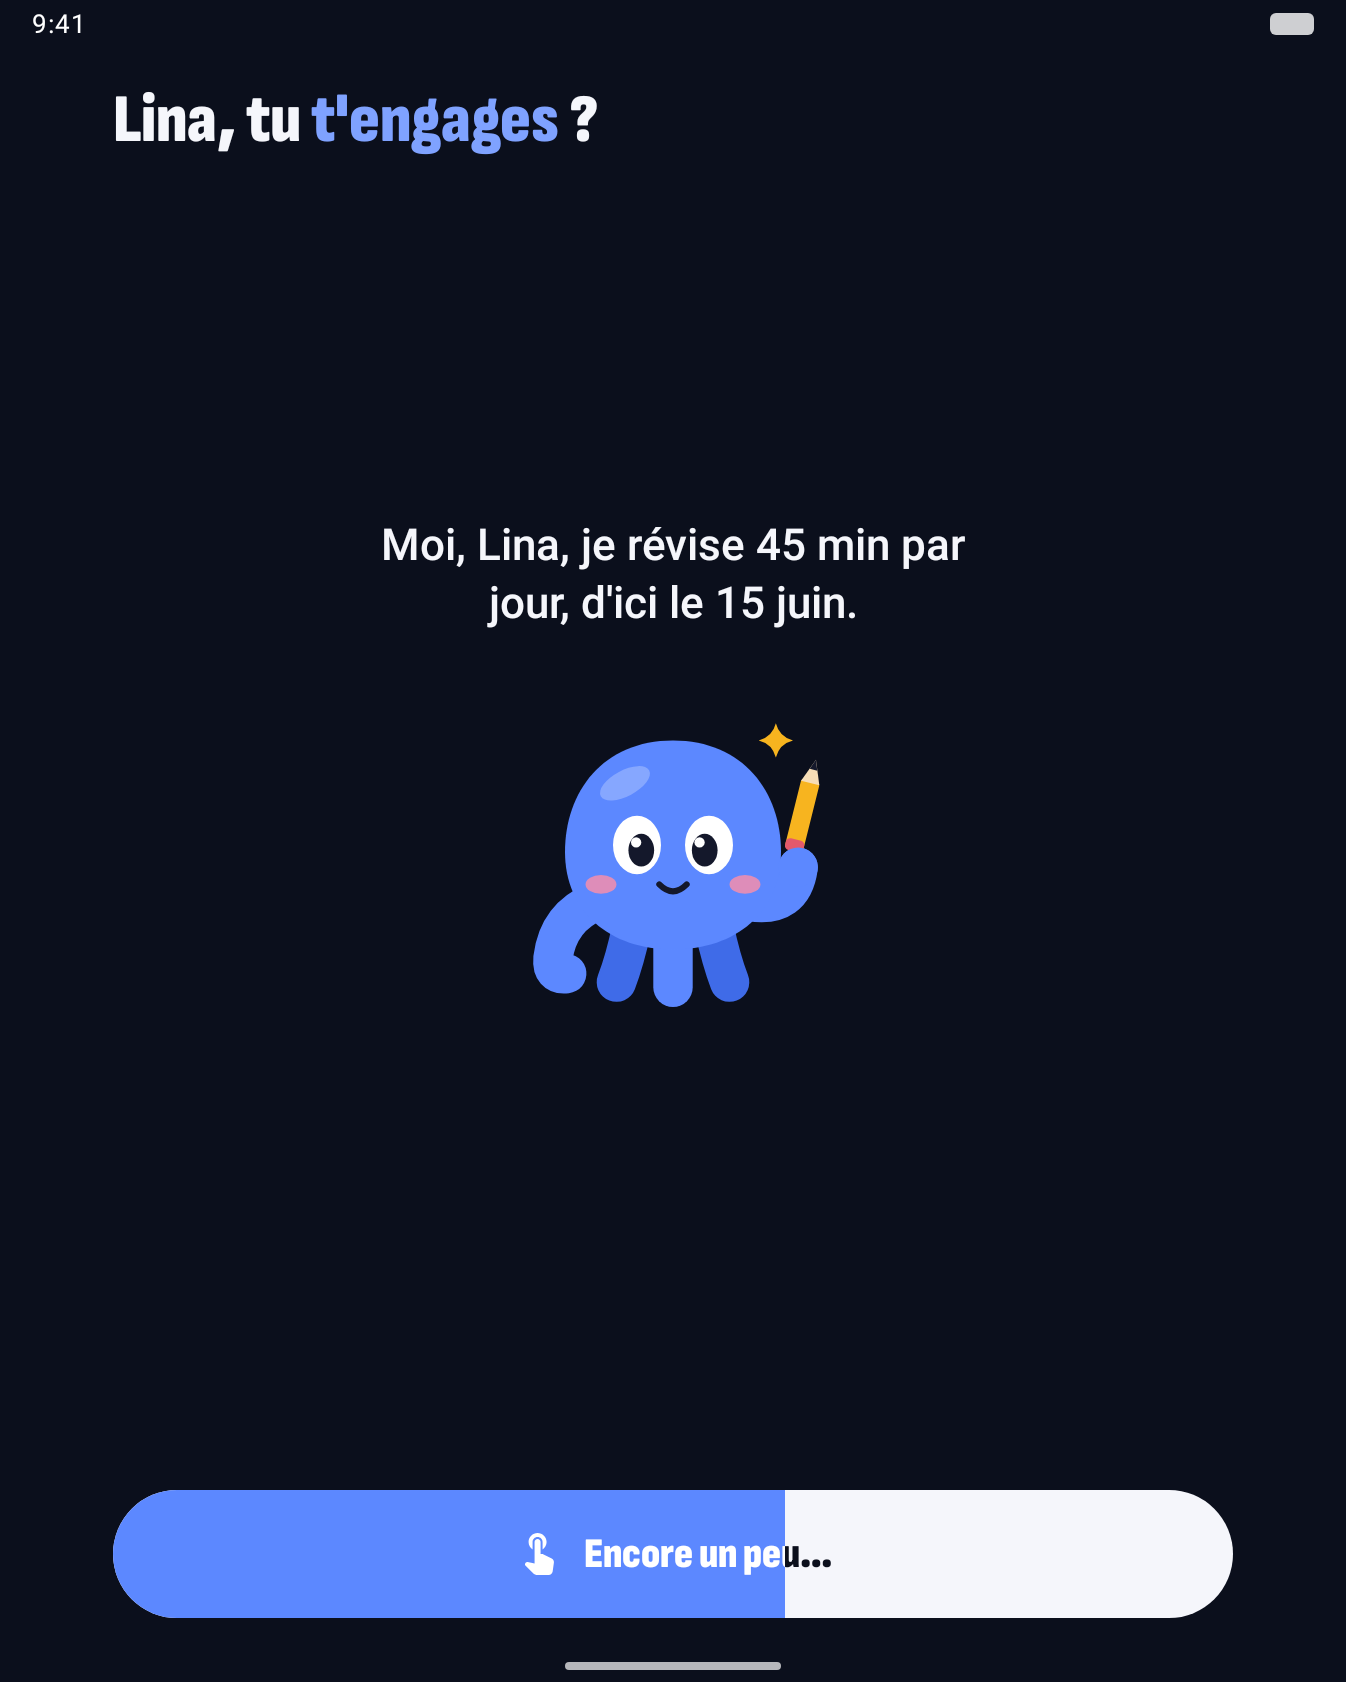 9:41
Lina, tu t'engages ?
Moi, Lina, je révise 45 min par
jour, d'ici le 15 juin.
Encore un peu...